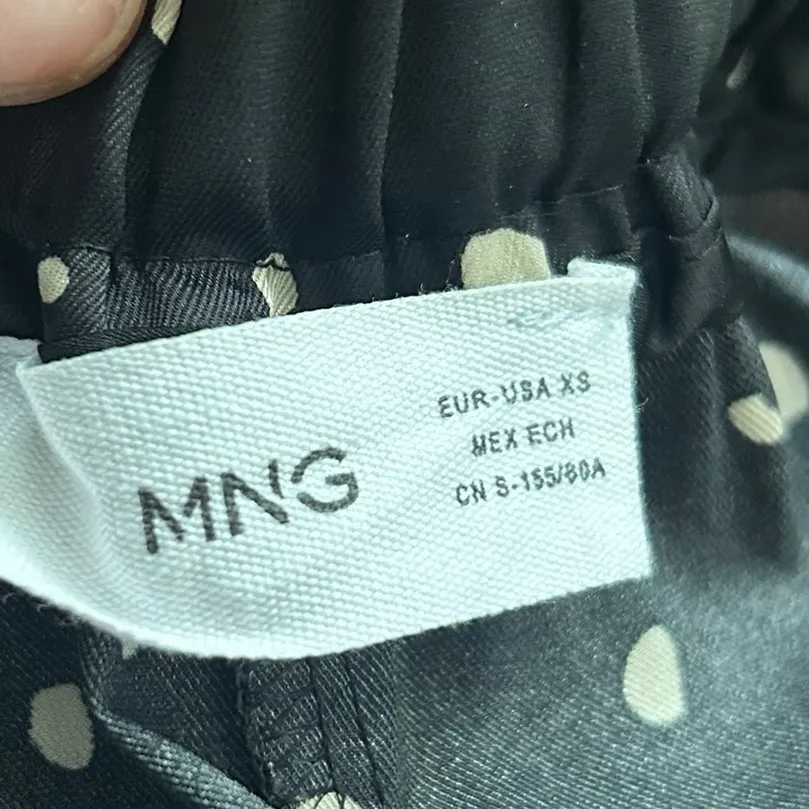 MNG
EUR-USA XS
MEX ECH
CN S-155/80A